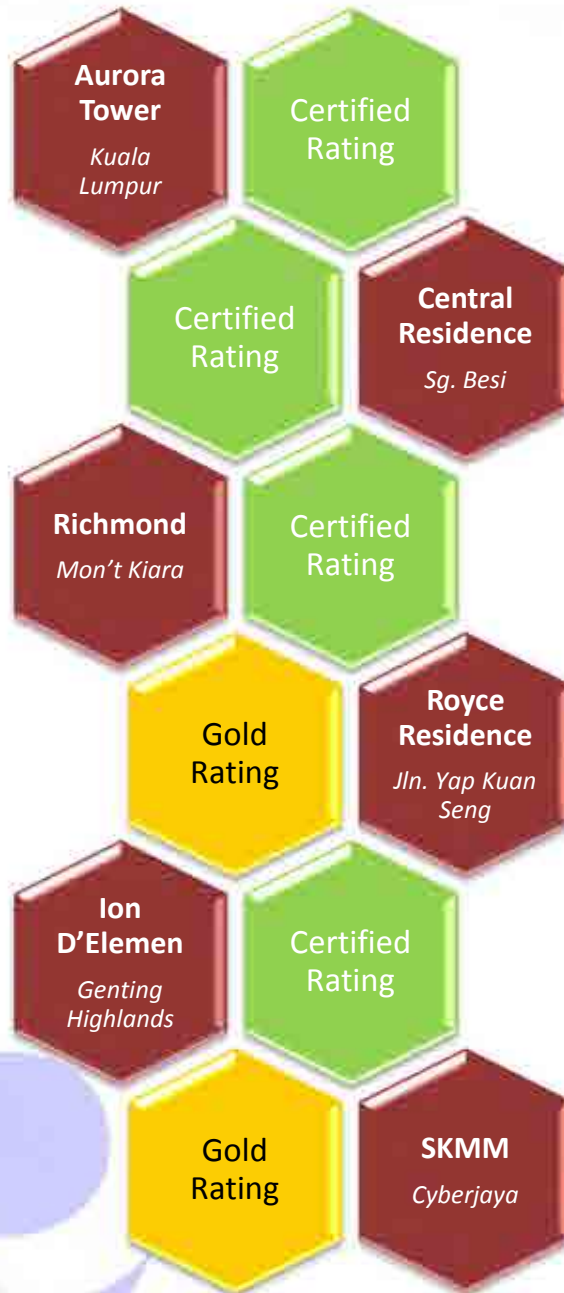 Aurora
Tower
Kuala
Lumpur
Certified
Rating
Certified
Rating
Central
Residence
Sg. Besi
Richmond
Mon’t Kiara
Certified
Rating
Gold
Rating
Royce
Residence
Jln. Yap Kuan
Seng
Ion
D’Elemen
Genting
Highlands
Certified
Rating
Gold
Rating
SKMM
Cyberjaya